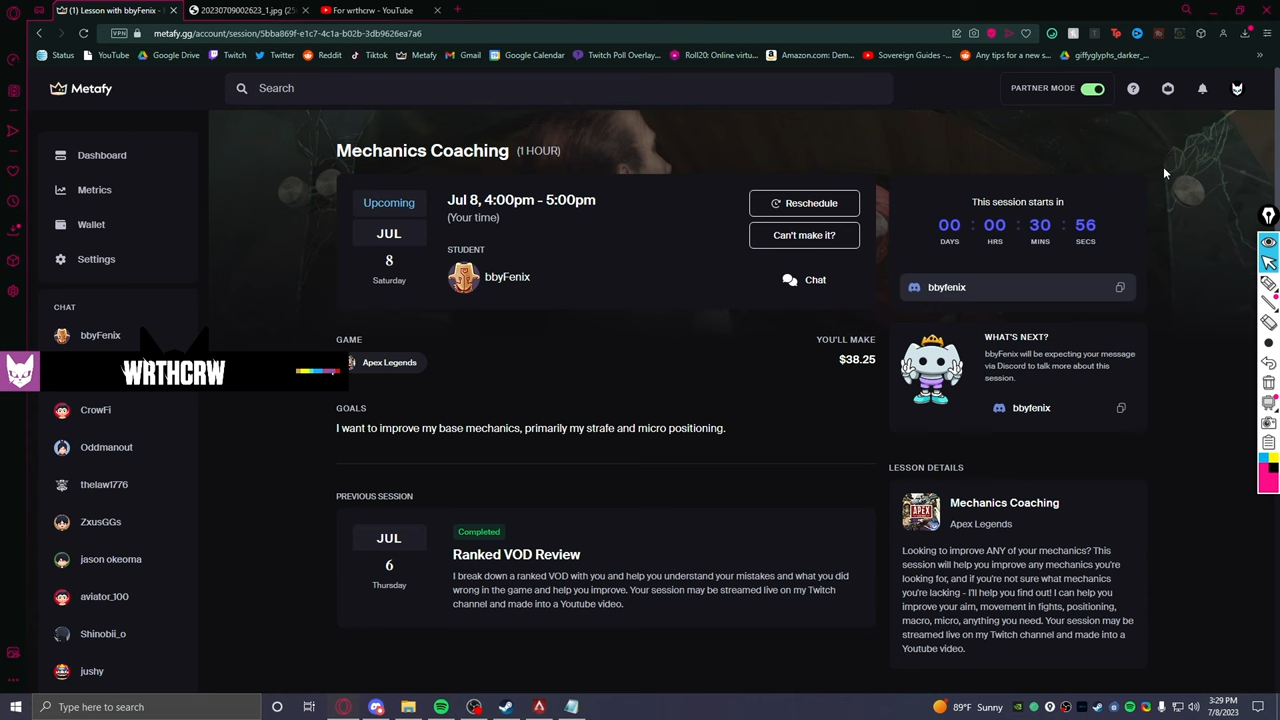 (1) Lesson with bbyFenix -
20230709002623_1.jpg (25
For wrthcrw - YouTube
VPN
metafy.gg/account/session/5bba869f-e1c7-4c1a-b02b-3db9626ea7a6
Status
YouTube
Google Drive
Twitch
Twitter
Reddit
Tiktok
Metafy
Gmail
Google Calendar
Twitch Poll Overlay...
Roll20: Online virtu...
Amazon.com: Dem...
Sovereign Guides -...
Any tips for a new s...
giffyglyphs_darker_...
Metafy
Search
PARTNER MODE
Dashboard
Metrics
Wallet
Settings
CHAT
bbyFenix
WRTHCRW
CrowFi
Oddmanout
thelaw1776
ZxusGGs
jason okeoma
aviator_100
Shinobii_o
jushy
Mechanics Coaching (1 HOUR)
Upcoming
JUL
8
Saturday
Jul 8, 4:00pm - 5:00pm
(Your time)
STUDENT
bbyFenix
Reschedule
Can't make it?
Chat
GAME
Apex Legends
YOU'LL MAKE
$38.25
GOALS
I want to improve my base mechanics, primarily my strafe and micro positioning.
PREVIOUS SESSION
JUL
6
Thursday
Completed
Ranked VOD Review
I break down a ranked VOD with you and help you understand your mistakes and what you did
wrong in the game and help you improve. Your session may be streamed live on my Twitch
channel and made into a Youtube video.
This session starts in
00 : 00 : 30 : 56
DAYS HRS MINS SECS
bbyfenix
WHAT'S NEXT?
bbyFenix will be expecting your message
via Discord to talk more about this
session.
bbyfenix
LESSON DETAILS
APEX
Mechanics Coaching
Apex Legends
Looking to improve ANY of your mechanics? This
session will help you improve any mechanics you're
looking for, and if you're not sure what mechanics
you're lacking - I'll help you find out! I can help you
improve your aim, movement in fights, positioning,
macro, micro, anything you need. Your session may be
streamed live on my Twitch channel and made into a
Youtube video.
Type here to search
89°F Sunny
3:29 PM
7/8/2023